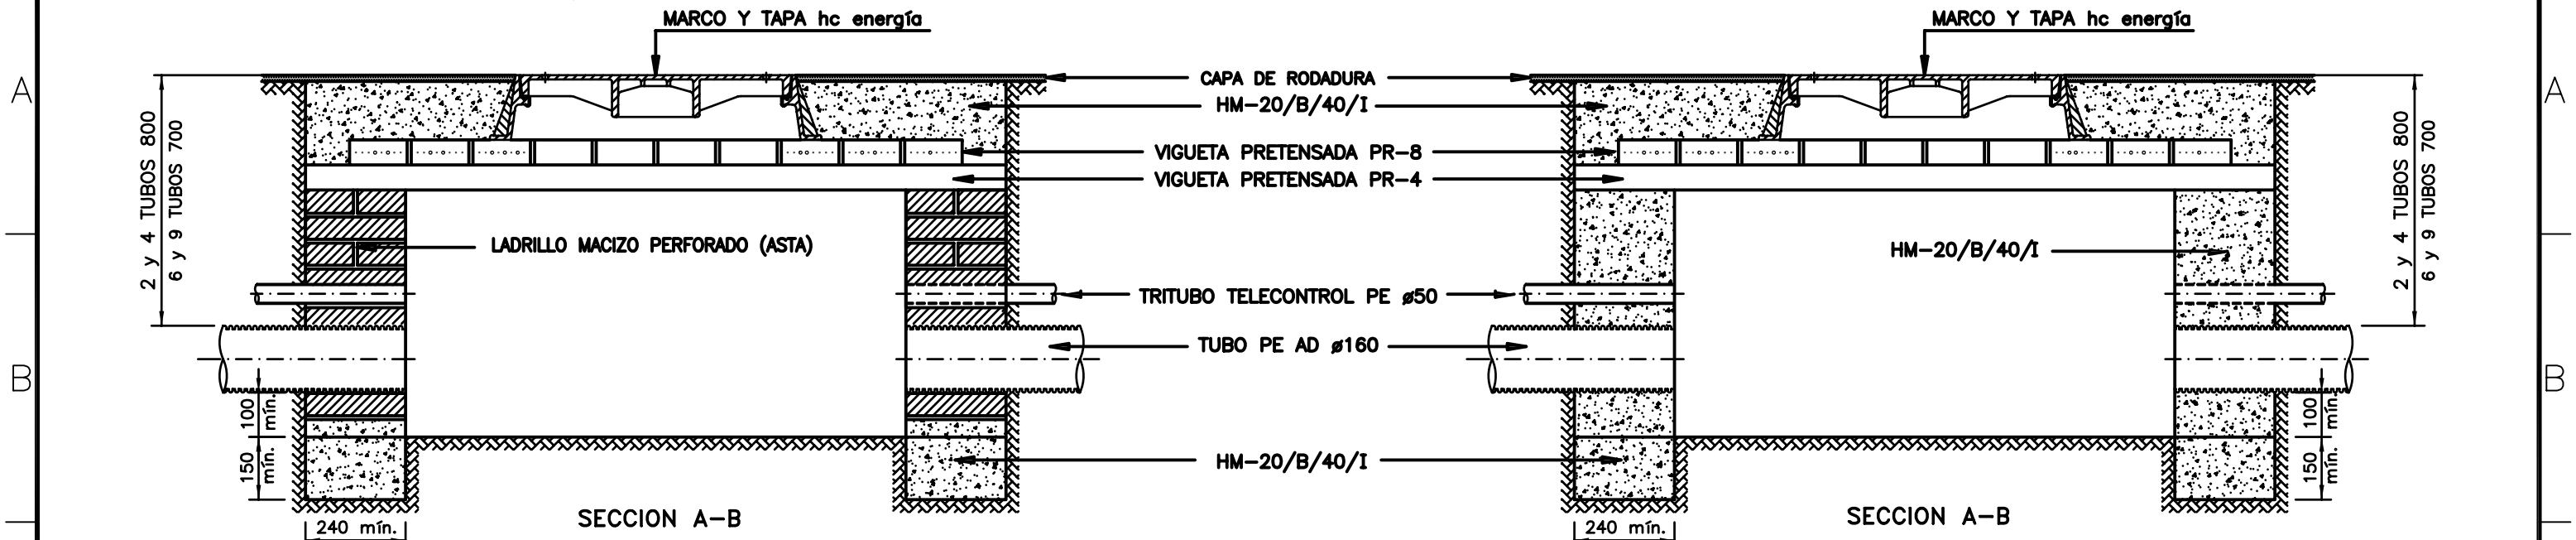 MARCO Y TAPA hc energía
MARCO Y TAPA hc energía
A
CAPA DE RODADURA
A
HM-20/B/40/I
2 y 4 TUBOS 800
6 y 9 TUBOS 700
VIGUETA PRETENSADA PR-8
VIGUETA PRETENSADA PR-4
2 y 4 TUBOS 800
6 y 9 TUBOS 700
LADRILLO MACIZO PERFORADO (ASTA)
HM-20/B/40/I
TRITUBO TELECONTROL PE ø50
TUBO PE AD ø160
B
B
100
mín.
100
mín.
150
mín.
HM-20/B/40/I
150
mín.
240 mín.
SECCION A-B
240 mín.
SECCION A-B